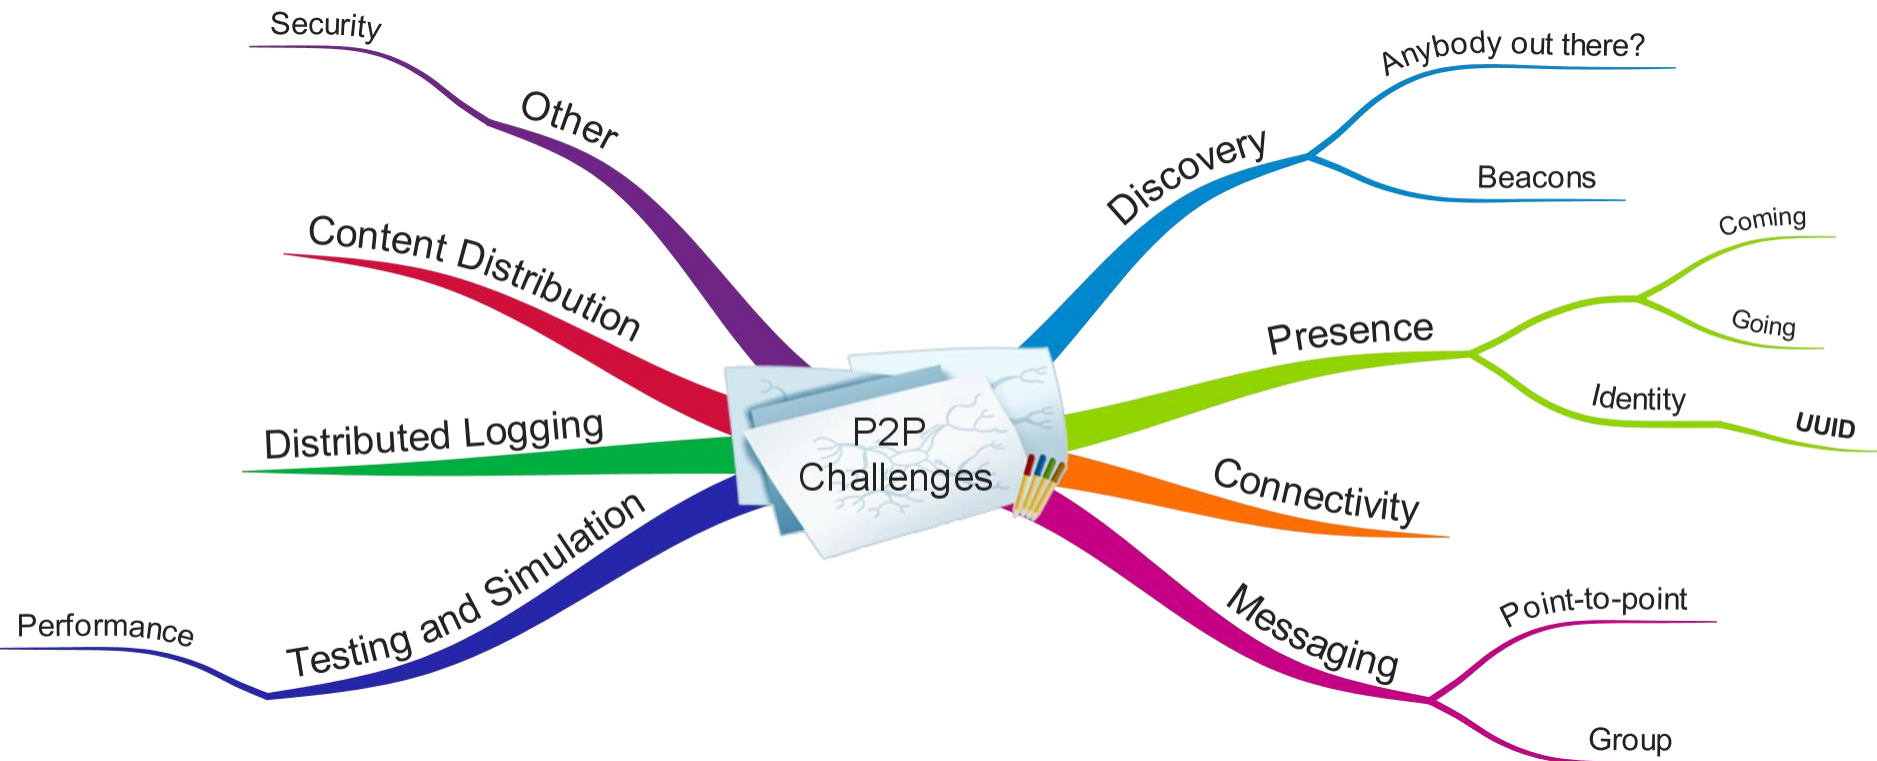 P2P
Challenges
Discovery
Anybody out there?
Beacons
Presence
Coming
Going
Identity
UUID
Connectivity
Messaging
Point-to-point
Group
Testing and Simulation
Performance
Distributed Logging
Content Distribution
Other
Security